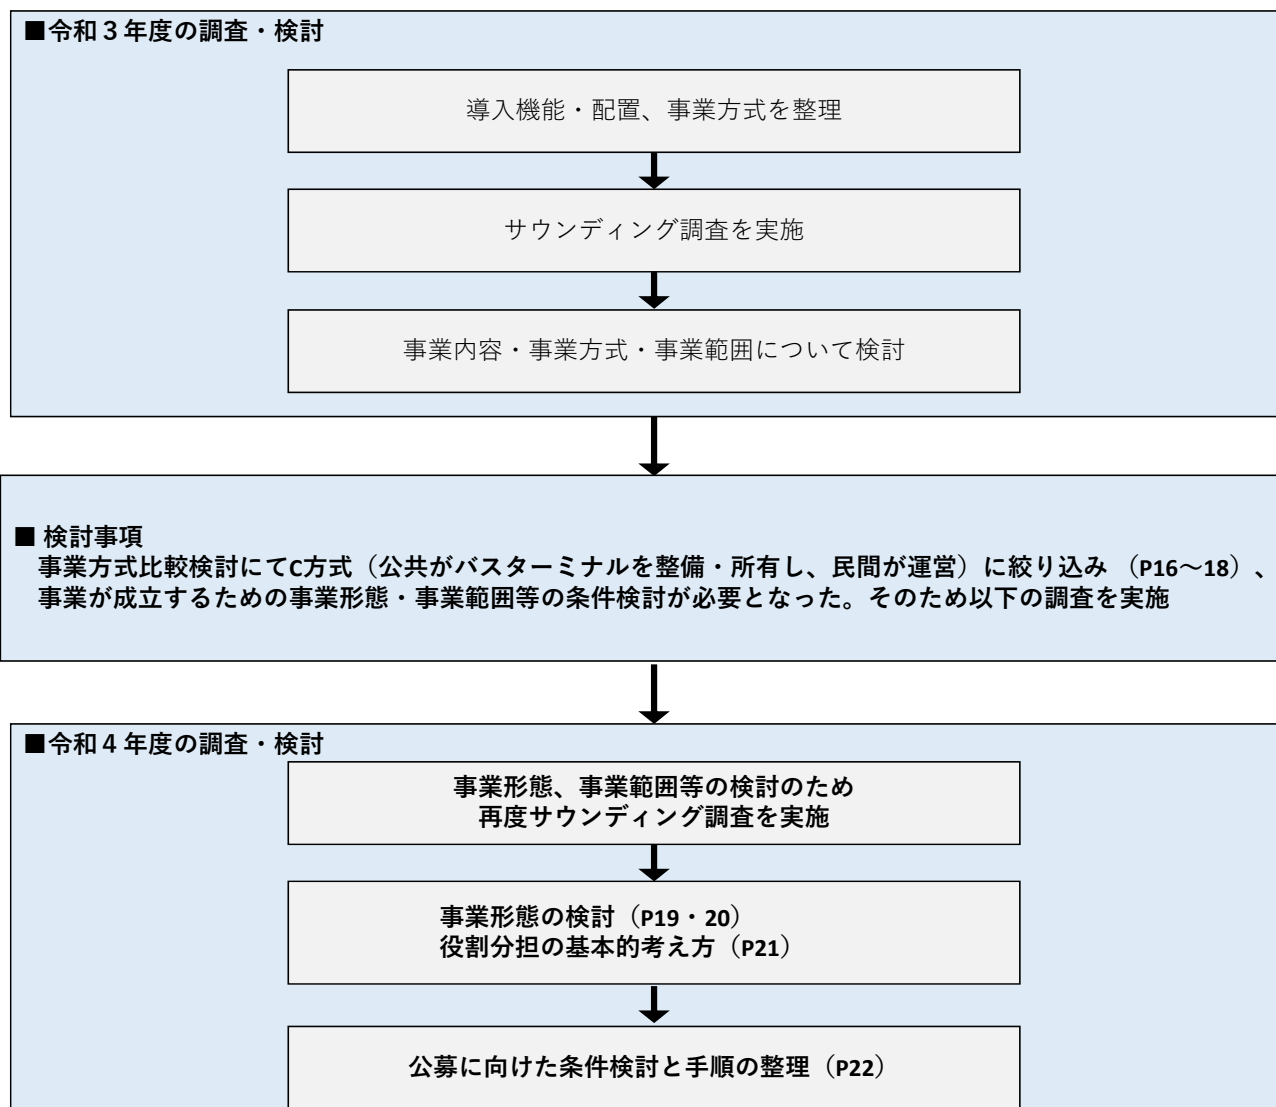 ■令和３年度の調査・検討
導入機能・配置、事業方式を整理
サウンディング調査を実施
事業内容・事業方式・事業範囲について検討
■ 検討事項
事業方式比較検討にてC方式（公共がバスターミナルを整備・所有し、民間が運営）に絞り込み （P16～18）、
事業が成立するための事業形態・事業範囲等の条件検討が必要となった。そのため以下の調査を実施
■令和４年度の調査・検討
事業形態、事業範囲等の検討のため
再度サウンディング調査を実施
事業形態の検討（P19・20）
役割分担の基本的考え方（P21）
公募に向けた条件検討と手順の整理（P22）